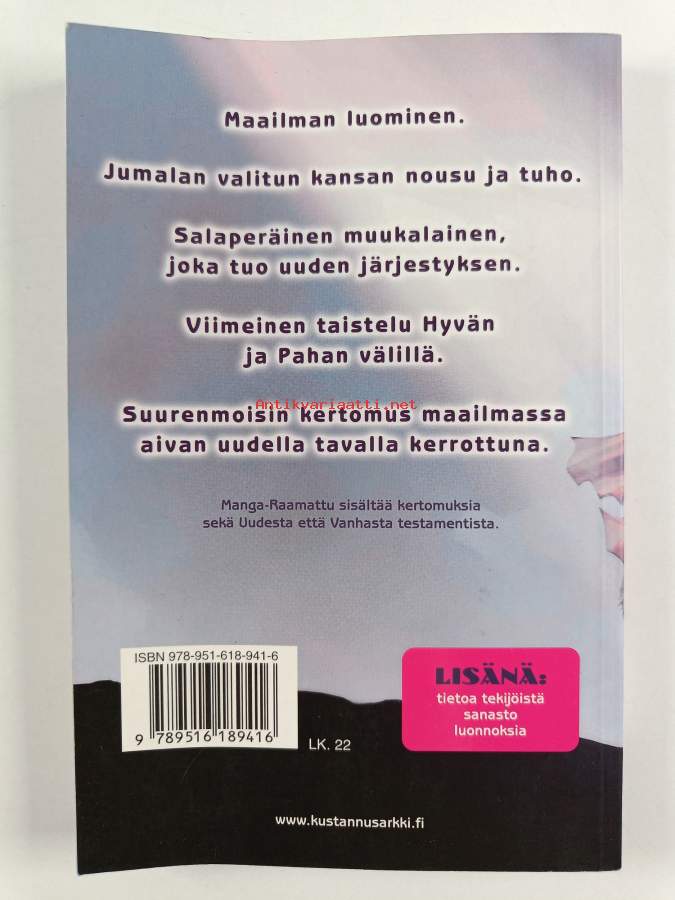 Maailman luominen.
Jumalan valitun kansan nousu ja tuho.
Salaperäinen muukalainen,
joka tuo uuden järjestyksen.
Viimeinen taistelu Hyvän
ja Pahan välillä.
Antikvariaatti.net
Suurenmoisin kertomus maailmassa
aivan uudella tavalla kerrottuna.
Manga-Raamattu sisältää kertomuksia
sekä Uudesta että Vanhasta testamentista.
ISBN 978-951-618-941-6
9 789516 189416
LK. 22
LISÄNÄ:
tietoa tekijöistä
sanasto
luonnoksia
www.kustannusarkki.fi